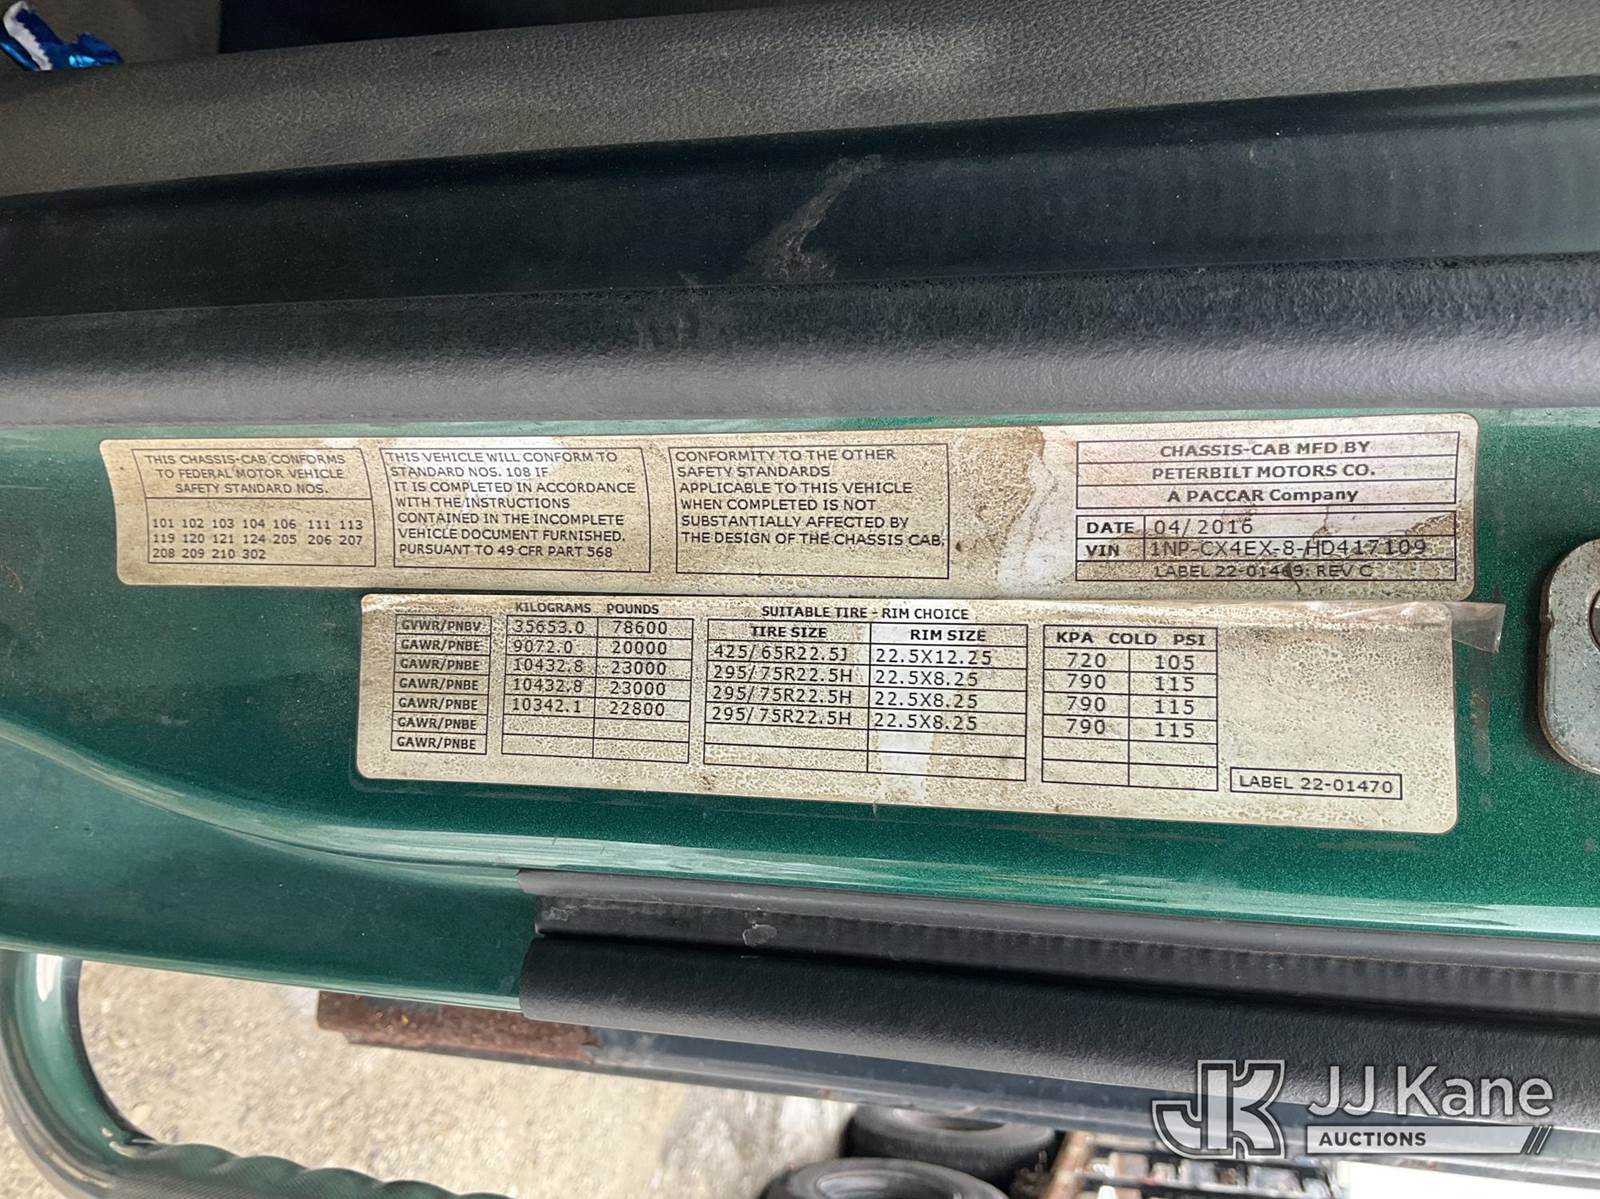 THIS CHASSIS-CAB CONFORMS
TO FEDERAL MOTOR VEHICLE
SAFETY STANDARD NOS.
101 102 103 104 106 111 113
119 120 121 124 205 206 207
208 209 210 302
THIS VEHICLE WILL CONFORM TO
STANDARD NOS. 108 IF
IT IS COMPLETED IN ACCORDANCE
WITH THE INSTRUCTIONS
CONTAINED IN THE INCOMPLETE
VEHICLE DOCUMENT FURNISHED.
PURSUANT TO 49 CFR PART 568
CONFORMITY TO THE OTHER
SAFETY STANDARDS
APPLICABLE TO THIS VEHICLE
WHEN COMPLETED IS NOT
SUBSTANTIALLY AFFECTED BY
THE DESIGN OF THE CHASSIS CAB.
CHASSIS-CAB MFD BY
PETERBILT MOTORS CO.
A PACCAR Company
DATE 04/2016
VIN 1NP-CX4EX-8-HD417109
LABEL 22-01469: REV C
KILOGRAMS POUNDS
GVWR/PNBV 35653.0 78600
GAWR/PNBE 9072.0 20000
GAWR/PNBE 10432.8 23000
GAWR/PNBE 10432.8 23000
GAWR/PNBE 10342.1 22800
GAWR/PNBE
GAWR/PNBE
SUITABLE TIRE - RIM CHOICE
TIRE SIZE RIM SIZE
425/65R22.5J 22.5X12.25
295/75R22.5H 22.5X8.25
295/75R22.5H 22.5X8.25
295/75R22.5H 22.5X8.25
KPA COLD PSI
720 105
790 115
790 115
790 115
LABEL 22-01470
JK JJ Kane
AUCTIONS